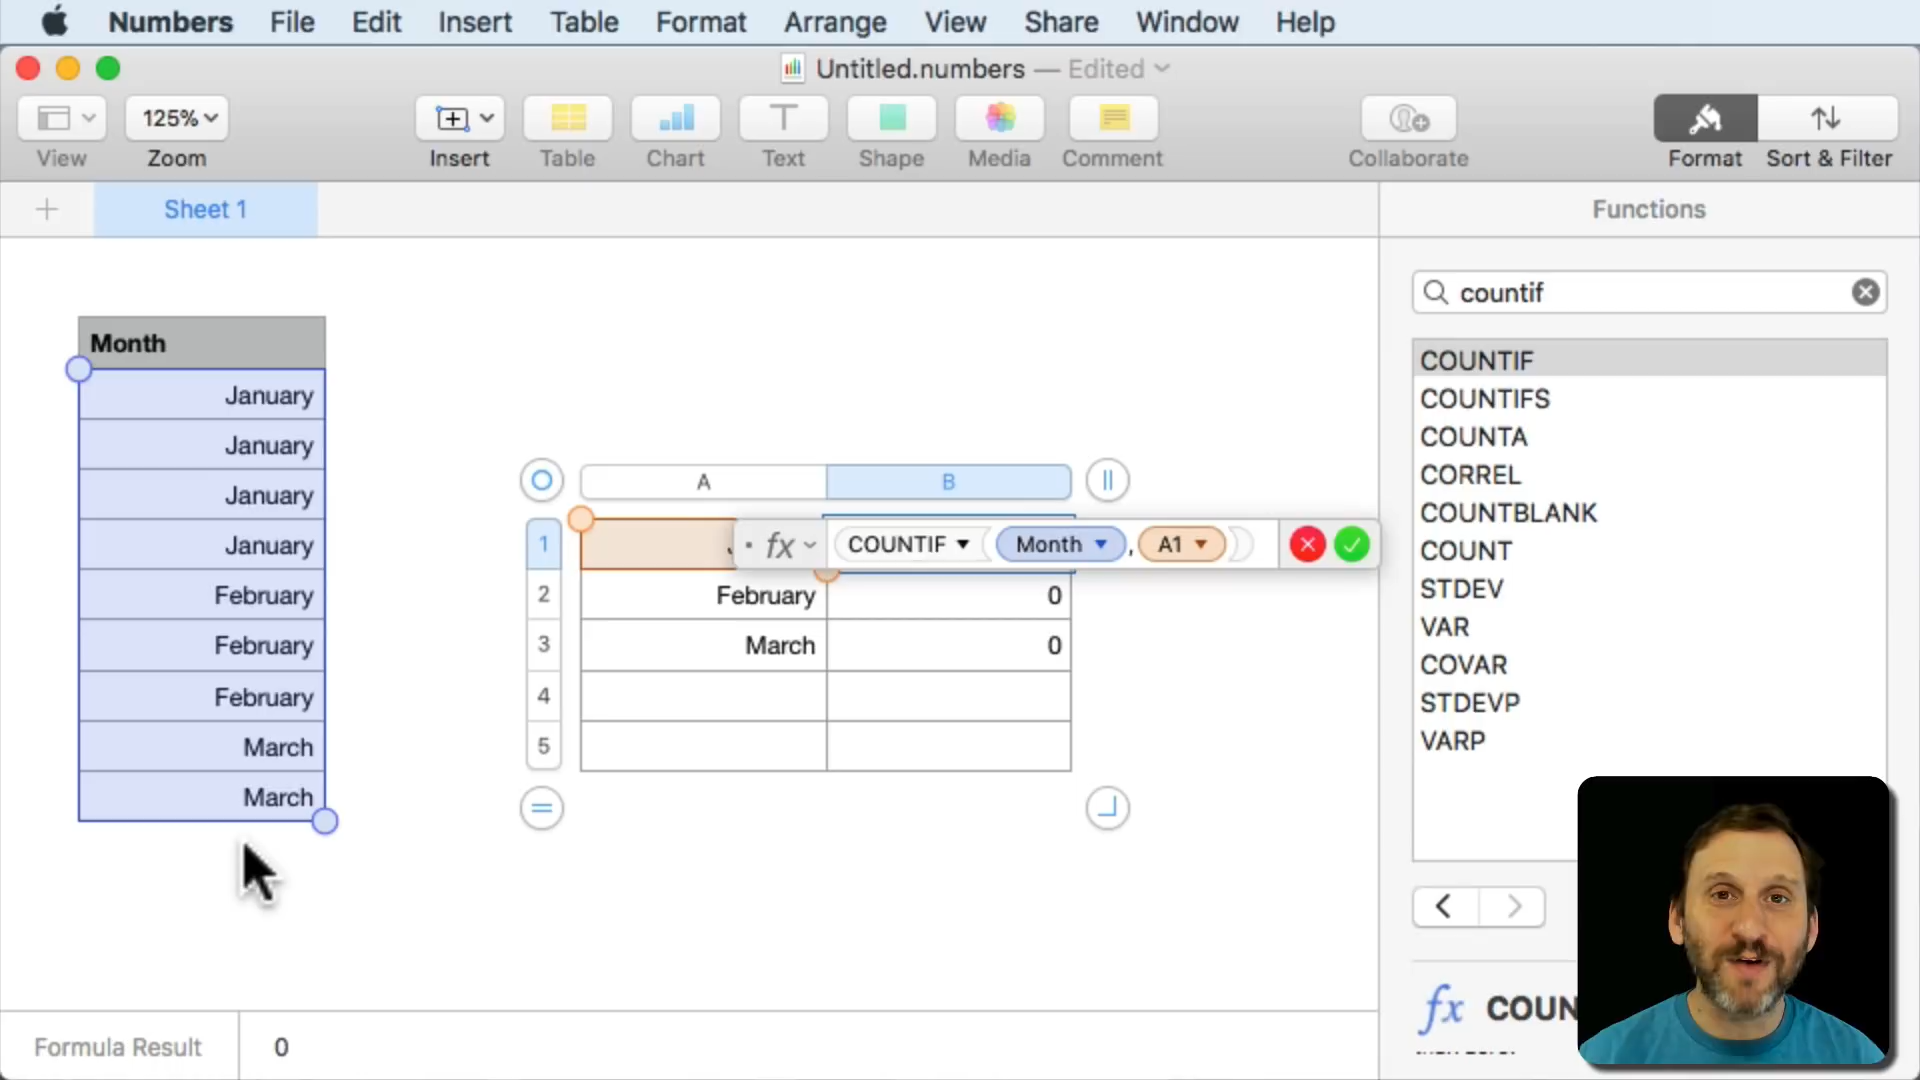 Numbers File Edit Insert Table Format Arrange View Share Window Help
Untitled.numbers — Edited
125%
View Zoom Insert Table Chart Text Shape Media Comment Collaborate Format Sort & Filter
Sheet 1
Functions
countif
Month
January
January
January
January
February
February
February
March
March
A B
1
fx COUNTIF Month , A1
2 February 0
3 March 0
4
5
COUNTIF
COUNTIFS
COUNTA
CORREL
COUNTBLANK
COUNT
STDEV
VAR
COVAR
STDEVP
VARP
fx COUN
Formula Result 0